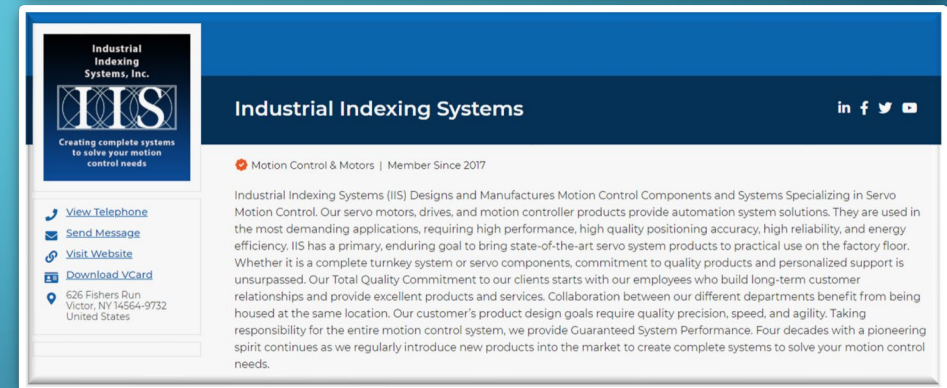 Industrial
Indexing
Systems, Inc.
IIS
Creating complete systems
to solve your motion
control needs
View Telephone
Send Message
Visit Website
Download VCard
626 Fishers Run
Victor, NY 14564-9732
United States
Industrial Indexing Systems
Motion Control & Motors | Member Since 2017
Industrial Indexing Systems (IIS) Designs and Manufactures Motion Control Components and Systems Specializing in Servo
Motion Control. Our servo motors, drives, and motion controller products provide automation system solutions. They are used in
the most demanding applications, requiring high performance, high quality positioning accuracy, high reliability, and energy
efficiency. IIS has a primary, enduring goal to bring state-of-the-art servo system products to practical use on the factory floor.
Whether it is a complete turnkey system or servo components, commitment to quality products and personalized support is
unsurpassed. Our Total Quality Commitment to our clients starts with our employees who build long-term customer
relationships and provide excellent products and services. Collaboration between our different departments benefit from being
housed at the same location. Our customer's product design goals require quality precision, speed, and agility. Taking
responsibility for the entire motion control system, we provide Guaranteed System Performance. Four decades with a pioneering
spirit continues as we regularly introduce new products into the market to create complete systems to solve your motion control
needs.